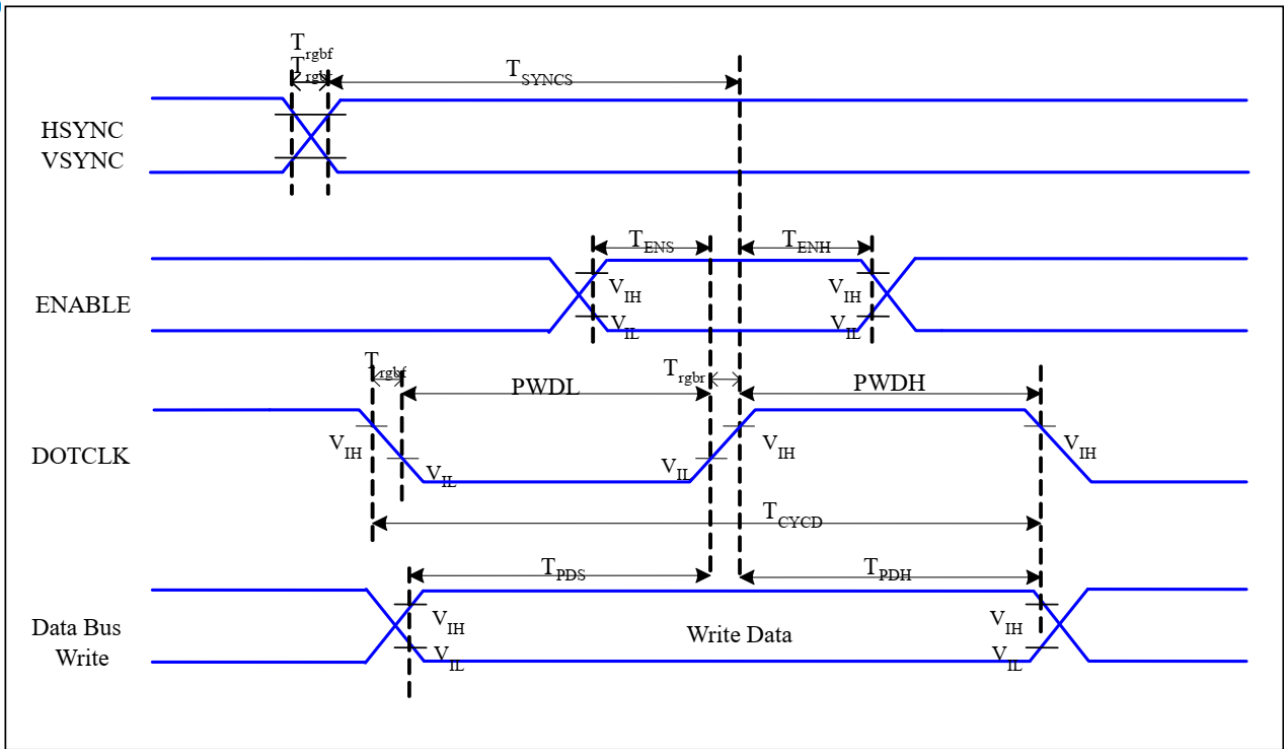 Trgbf
Trgbr
TSYNCS
HSYNC
VSYNC
TENS
TENH
VIH
VIH
ENABLE
VIL
VIL
Trgbf
Trgbr
PWDL
PWDH
VIH
VIH
VIH
DOTCLK
VIL
VIL
TCYCD
TPDS
TPDH
VIH
VIH
Data Bus
Write
Write Data
VIL
VIL